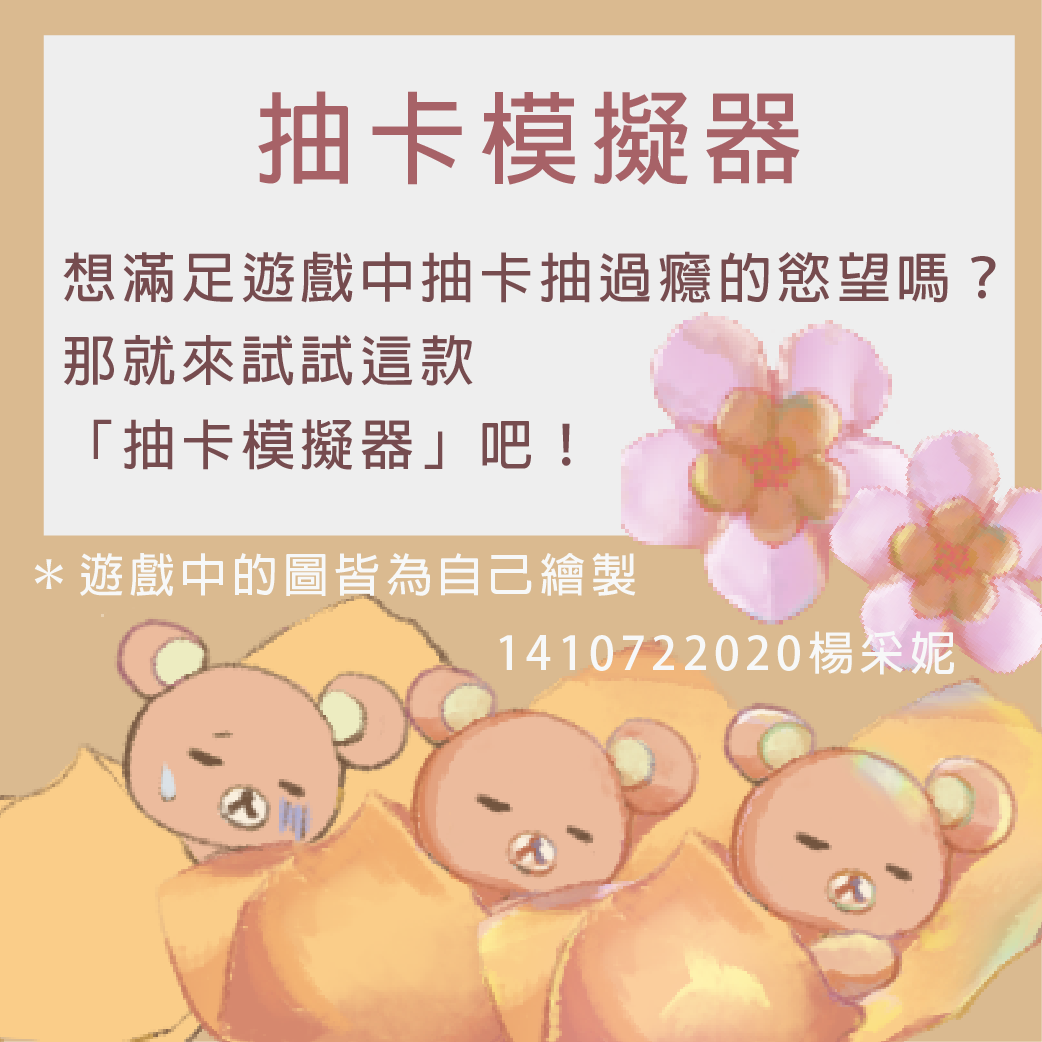 抽卡模擬器
想滿足遊戲中抽卡抽過癮的慾望嗎？
那就來試試這款
「抽卡模擬器」吧！
＊遊戲中的圖皆為自己繪製
1410722020楊采妮